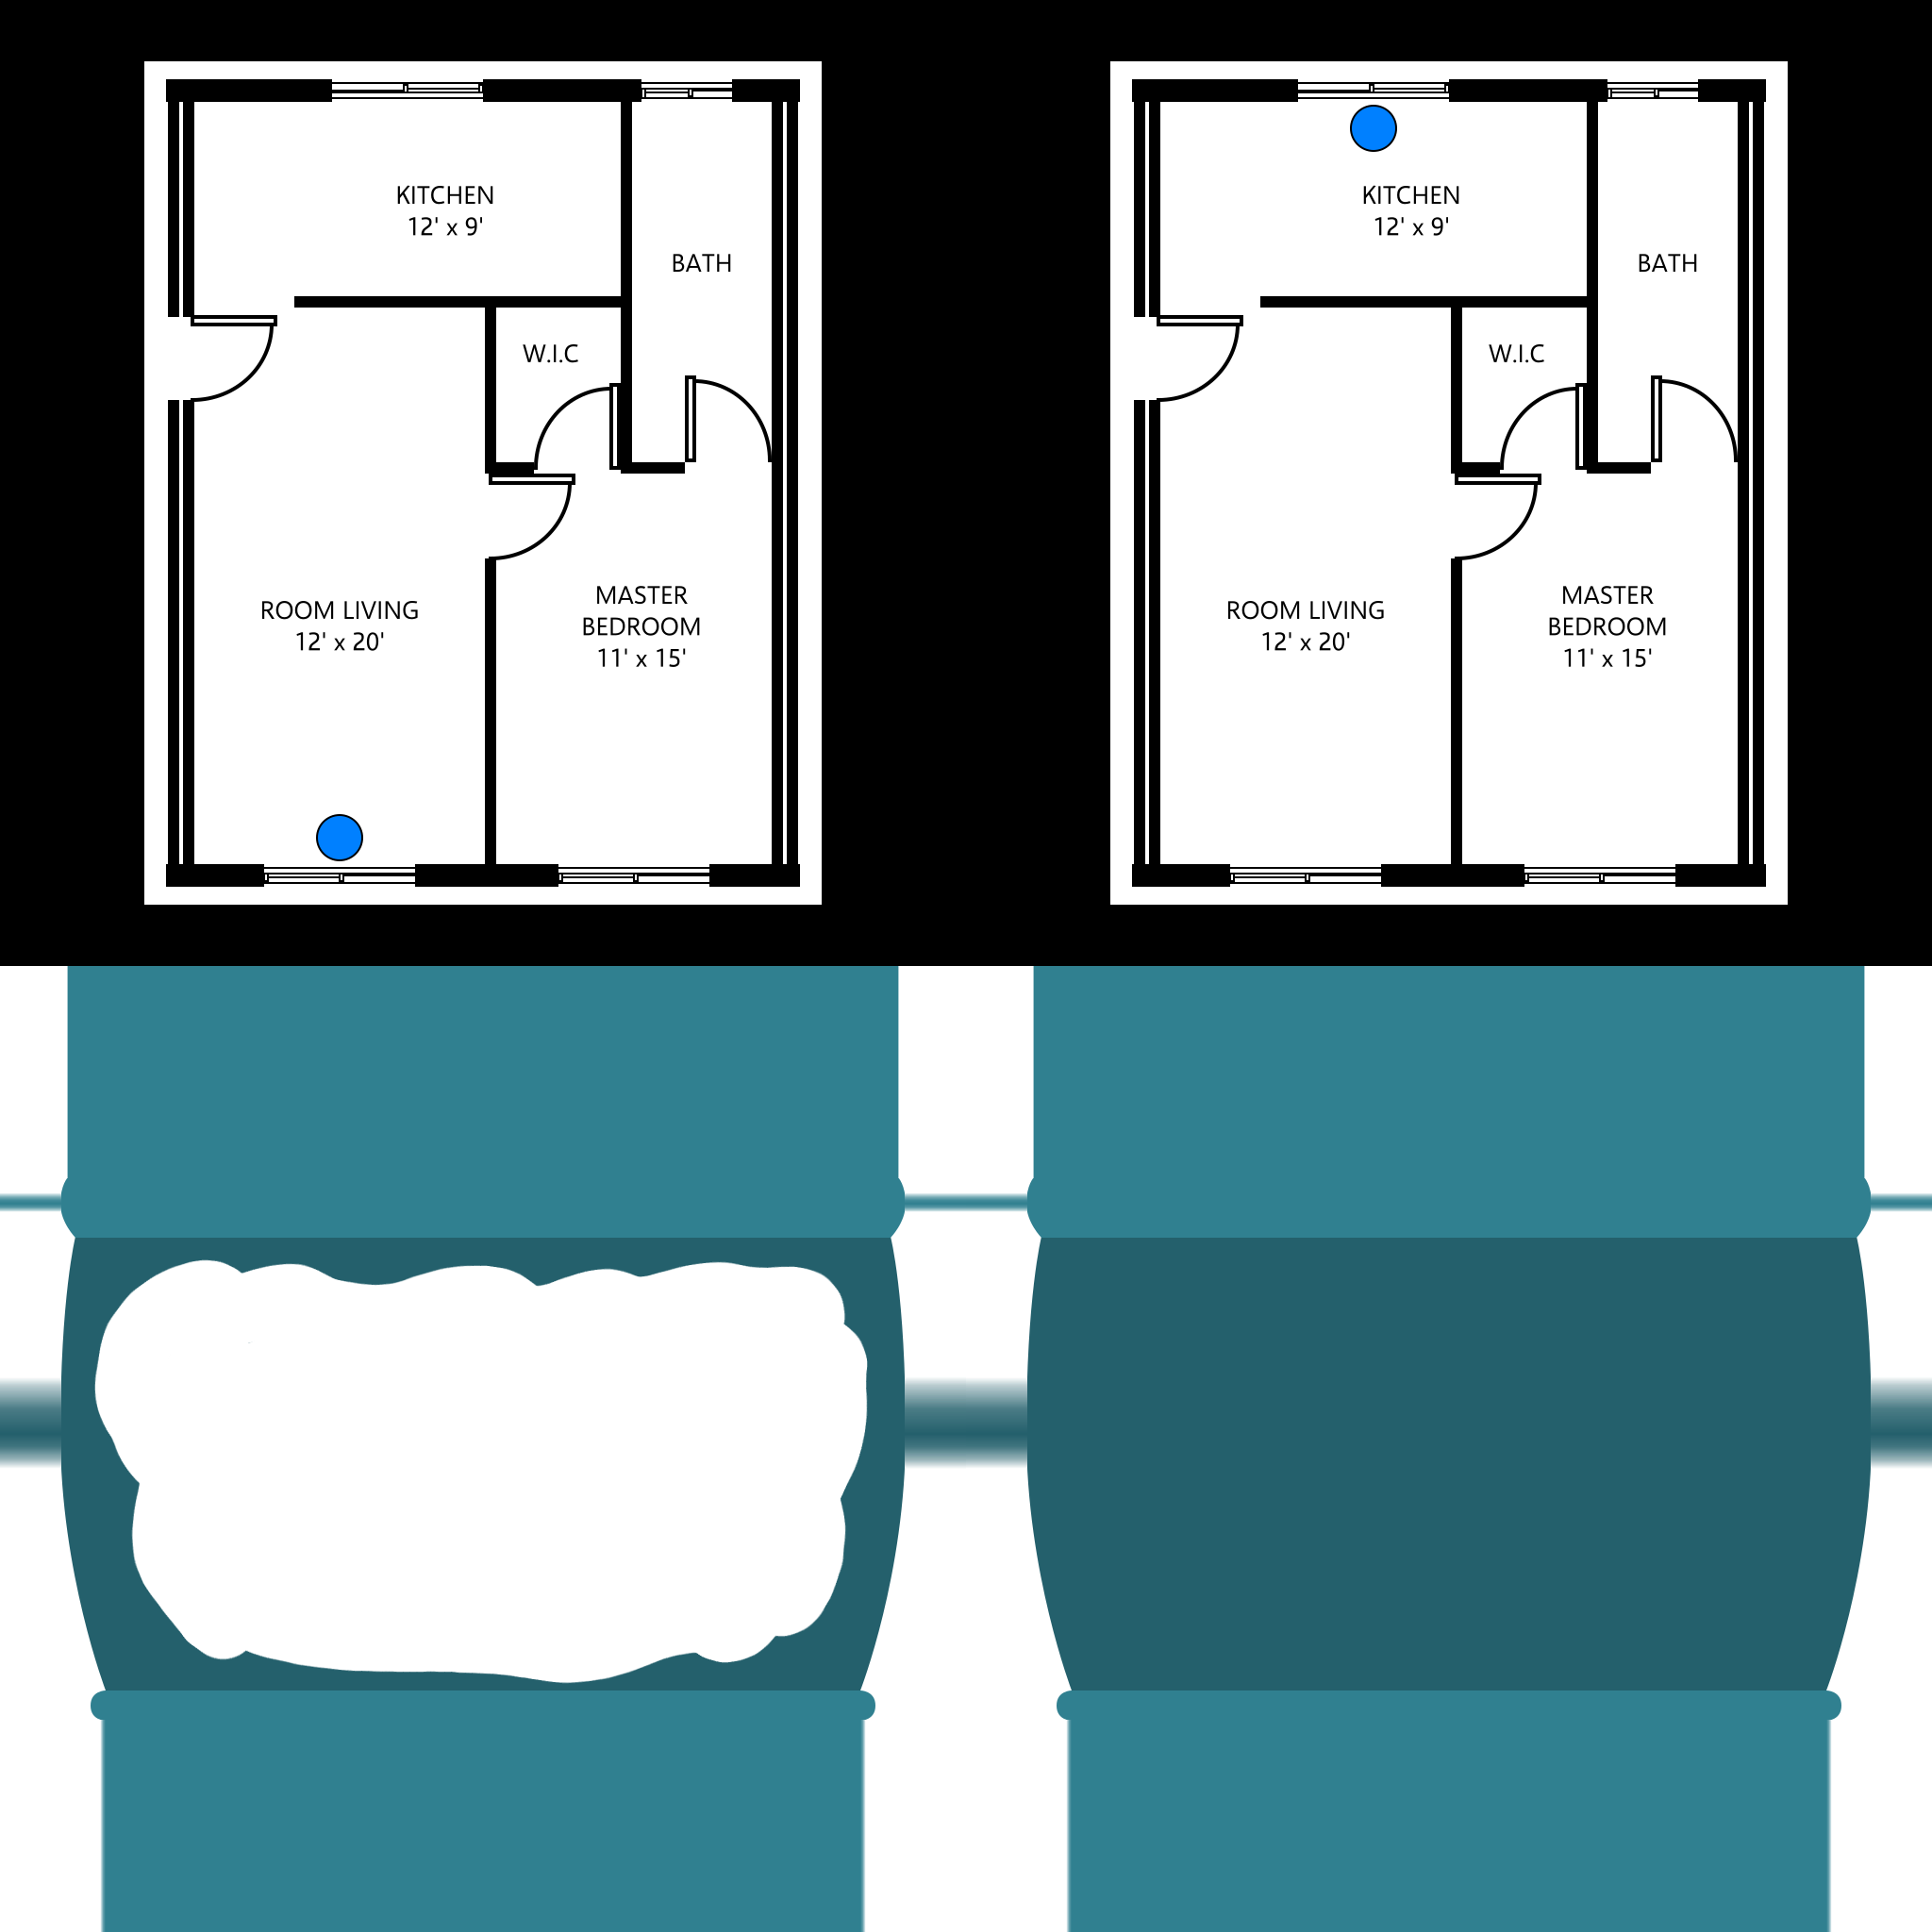 KITCHEN
12' x 9'
BATH
W.I.C
ROOM LIVING
12' x 20'
MASTER
BEDROOM
11' x 15'
KITCHEN
12' x 9'
BATH
W.I.C
ROOM LIVING
12' x 20'
MASTER
BEDROOM
11' x 15'